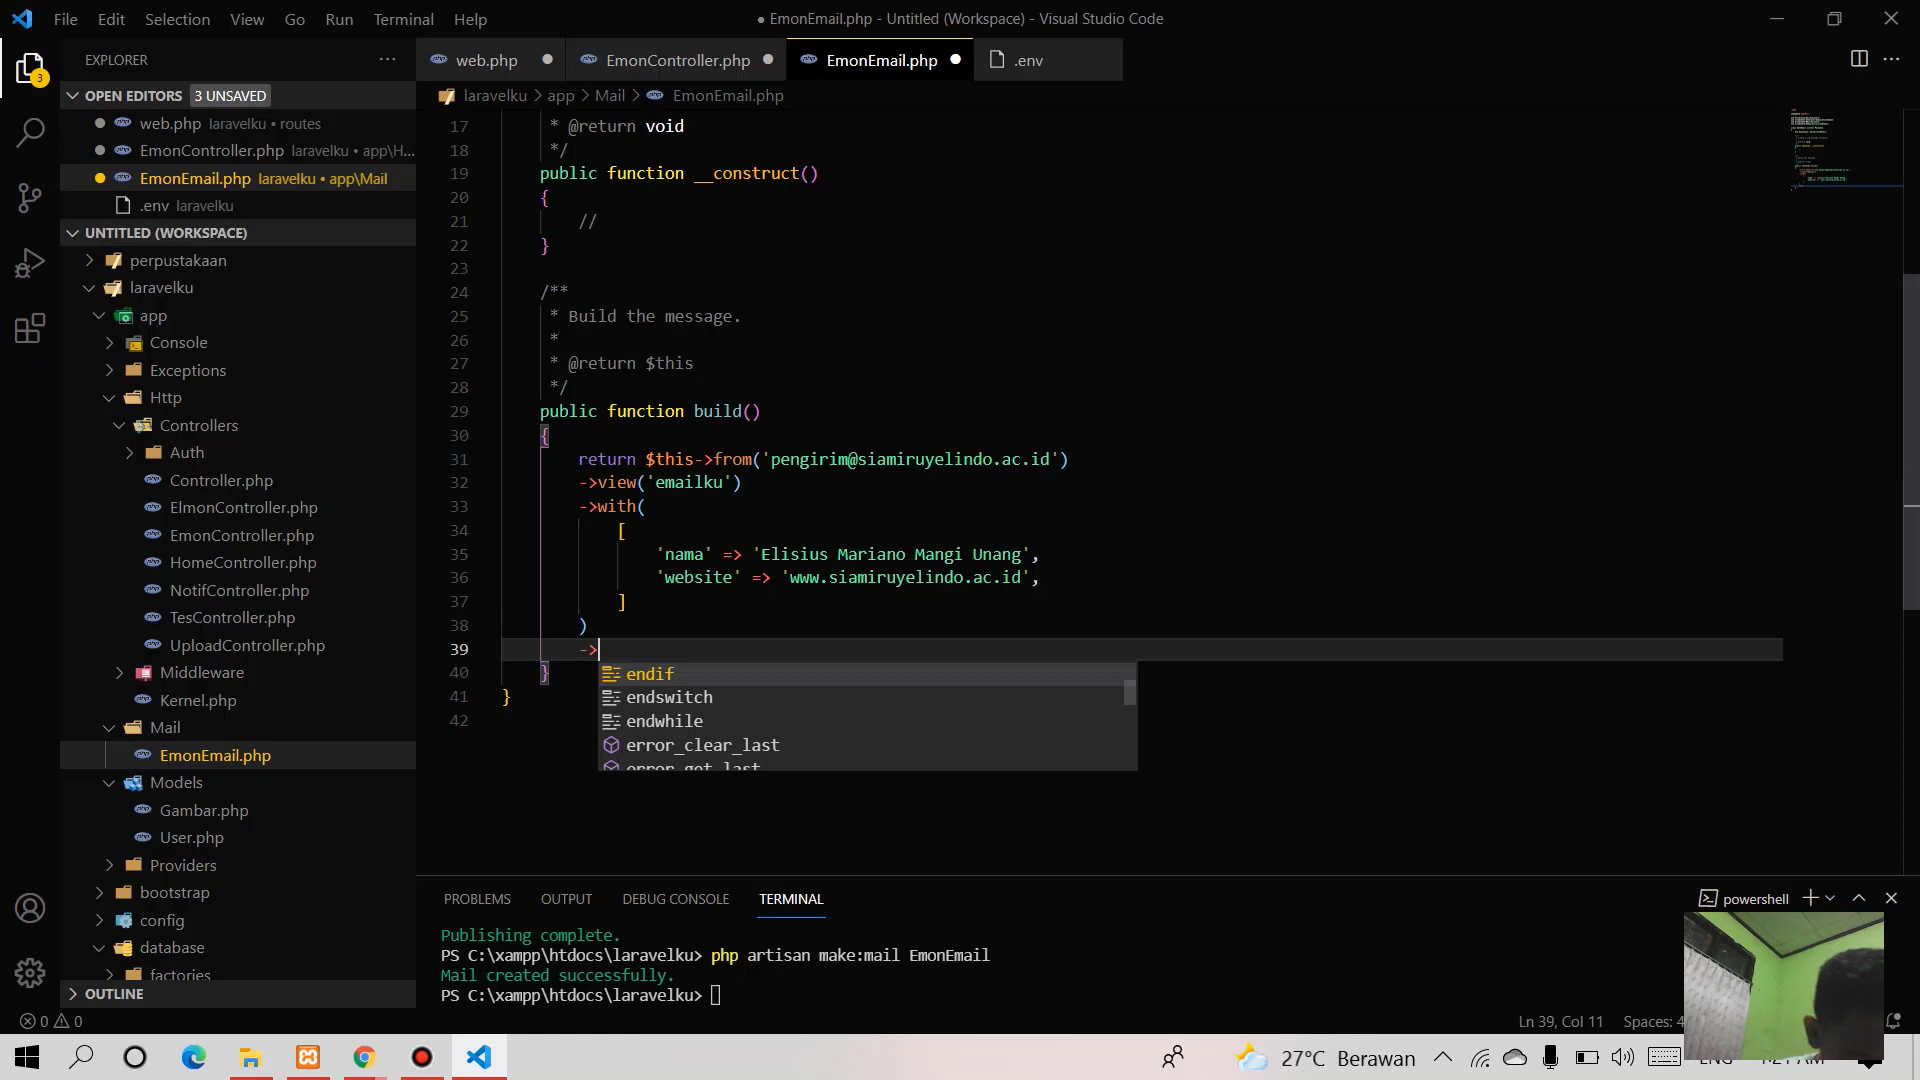 File Edit Selection View Go Run Terminal Help
● EmonEmail.php - Untitled (Workspace) - Visual Studio Code
EXPLORER
web.php
EmonController.php
EmonEmail.php
.env
OPEN EDITORS 3 UNSAVED
laravelku > app > Mail > EmonEmail.php
web.php laravelku • routes
EmonController.php laravelku • app\H...
EmonEmail.php laravelku • app\Mail
.env laravelku
UNTITLED (WORKSPACE)
perpustakaan
laravelku
app
Console
Exceptions
Http
Controllers
Auth
Controller.php
ElmonController.php
EmonController.php
HomeController.php
NotifController.php
TesController.php
UploadController.php
Middleware
Kernel.php
Mail
EmonEmail.php
Models
Gambar.php
User.php
Providers
bootstrap
config
database
factories
OUTLINE
3
17 * @return void
18 */
19 public function __construct()
20 {
21 //
22 }
23
24 /**
25 * Build the message.
26 *
27 * @return $this
28 */
29 public function build()
30 {
31 return $this->from('pengirim@siamiruyelindo.ac.id')
32 ->view('emailku')
33 ->with(
34 [
35 'nama' => 'Elisius Mariano Mangi Unang',
36 'website' => 'www.siamiruyelindo.ac.id',
37 ]
38 )
39 ->
40 }
41 }
42
endif
endswitch
endwhile
error_clear_last
error_get_last
PROBLEMS OUTPUT DEBUG CONSOLE TERMINAL
powershell
Publishing complete.
PS C:\xampp\htdocs\laravelku> php artisan make:mail EmonEmail
Mail created successfully.
PS C:\xampp\htdocs\laravelku>
0 0
Ln 39, Col 11 Spaces: 4
27°C Berawan